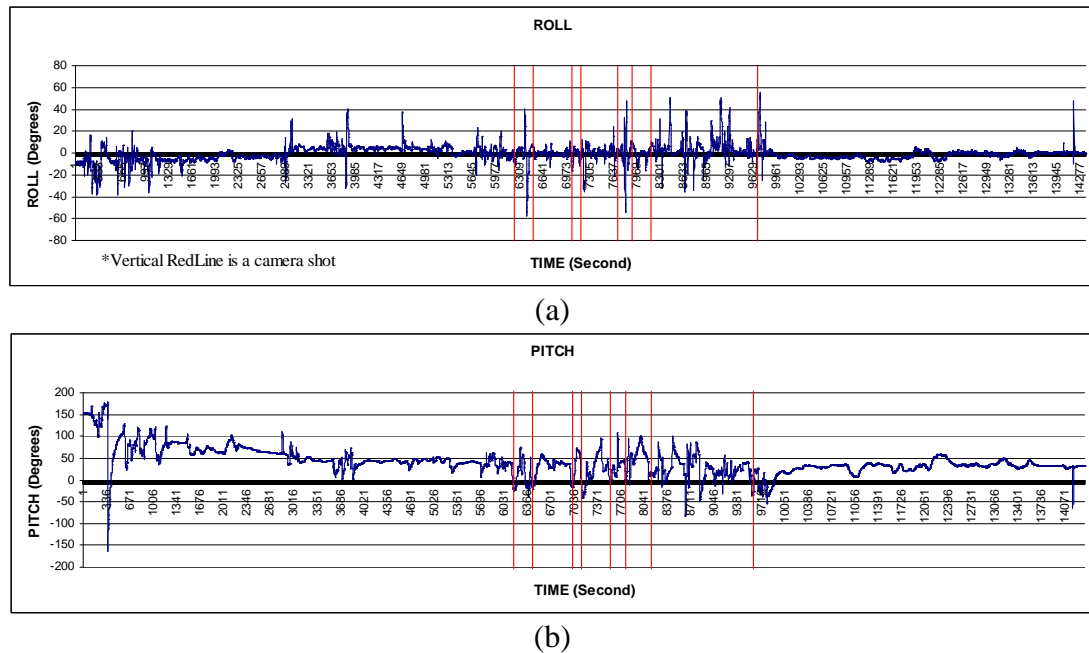 ROLL
80
60
40
20
0
-20
-40
-60
-80
ROLL (Degrees)
1 1329 1661 1993 2325 2657 2989 3321 3653 3985 4317 4649 4981 5313 5645 5977 6309 6641 6973 7305 7637 7969 8301 8633 8965 9297 9629 9961 10293 10625 10957 11289 11621 11953 12285 12617 12949 13281 13613 13945 14277
*Vertical RedLine is a camera shot
TIME (Second)
(a)
PITCH
200
150
100
50
0
-50
-100
-150
-200
PITCH (Degrees)
1 336 671 1006 1341 1676 2011 2346 2681 3016 3351 3686 4021 4356 4691 5026 5361 5696 6031 6366 6701 7036 7371 7706 8041 8376 8711 9046 9381 9716 10051 10386 10721 11056 11391 11726 12061 12396 12731 13066 13401 13736 14071
TIME (Second)
(b)